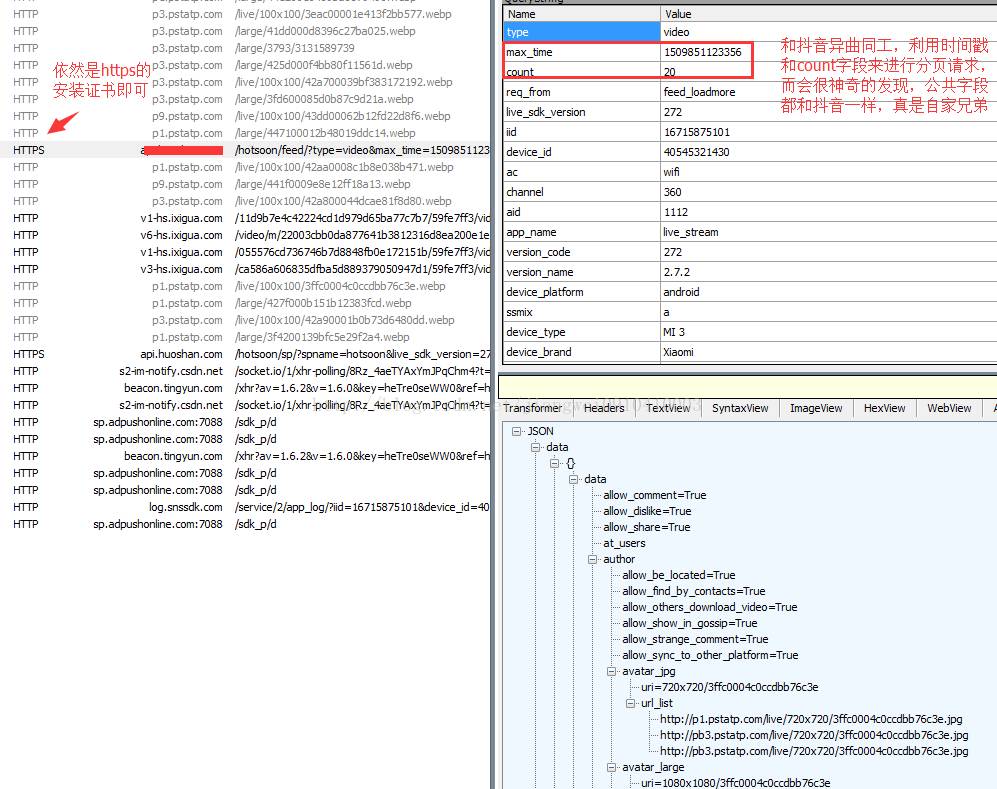 HTTP p3.pstatp.com /live/100x100/3eac00001e413f2bb577.webp
HTTP p3.pstatp.com /large/41dd000d8396c27ba025.webp
HTTP p3.pstatp.com /large/3793/3131589739
HTTP p3.pstatp.com /large/425d000f4bb80f11561d.webp
HTTP p3.pstatp.com /live/100x100/42a700039bf383172192.webp
HTTP p3.pstatp.com /large/3fd600085d0b87c9d21a.webp
HTTP p9.pstatp.com /large/43dd00062b12fd22d8f6.webp
HTTP p1.pstatp.com /large/447100012b48019ddc14.webp
HTTPS /hotsoon/feed/?type=video&max_time=1509851123
HTTP p1.pstatp.com /live/100x100/42aa0008c1b8e038b471.webp
HTTP p9.pstatp.com /large/441f0009e8e12ff18a13.webp
HTTP p3.pstatp.com /live/100x100/42a800044dcae81f8d80.webp
HTTP v1-hs.ixigua.com /11d9b7e4c42224cd1d979d65ba77c7b7/59fe7ff3/vid
HTTP v6-hs.ixigua.com /video/m/22003cbb0da877641b3812316d8ea200e1e
HTTP v1-hs.ixigua.com /055576cd736746b7d8848fb0e172151b/59fe7ff3/vid
HTTP v3-hs.ixigua.com /ca586a606835dfba5d889379050947d1/59fe7ff3/vid
HTTP p1.pstatp.com /live/100x100/3ffc0004c0ccdbb76c3e.webp
HTTP p1.pstatp.com /large/427f000b151b12383fcd.webp
HTTP p3.pstatp.com /live/100x100/42a90001b0b73d6480dd.webp
HTTP p1.pstatp.com /large/3f4200139bfc5e29f2a4.webp
HTTPS api.huoshan.com /hotsoon/sp/?spname=hotsoon&live_sdk_version=27
HTTP s2-im-notify.csdn.net /socket.io/1/xhr-polling/8Rz_4aeTYAxYmJPqChm4?t=
HTTP beacon.tingyun.com /xhr?av=1.6.2&v=1.6.0&key=heTre0seWW0&ref=h
HTTP s2-im-notify.csdn.net /socket.io/1/xhr-polling/8Rz_4aeTYAxYmJPqChm4?t=
HTTP sp.adpushonline.com:7088 /sdk_p/d
HTTP sp.adpushonline.com:7088 /sdk_p/d
HTTP beacon.tingyun.com /xhr?av=1.6.2&v=1.6.0&key=heTre0seWW0&ref=h
HTTP sp.adpushonline.com:7088 /sdk_p/d
HTTP sp.adpushonline.com:7088 /sdk_p/d
HTTP log.snssdk.com /service/2/app_log/?iid=16715875101&device_id=40
HTTP sp.adpushonline.com:7088 /sdk_p/d
依然是https的
安装证书即可
QueryString
Name Value
type video
max_time 1509851123356
count 20
req_from feed_loadmore
live_sdk_version 272
iid 16715875101
device_id 40545321430
ac wifi
channel 360
aid 1112
app_name live_stream
version_code 272
version_name 2.7.2
device_platform android
ssmix a
device_type MI 3
device_brand Xiaomi
和抖音异曲同工，利用时间戳
和count字段来进行分页请求，
而会很神奇的发现，公共字段
都和抖音一样，真是自家兄弟
Transformer Headers TextView SyntaxView ImageView HexView WebView A
JSON
data
{}
data
allow_comment=True
allow_dislike=True
allow_share=True
at_users
author
allow_be_located=True
allow_find_by_contacts=True
allow_others_download_video=True
allow_show_in_gossip=True
allow_strange_comment=True
allow_sync_to_other_platform=True
avatar_jpg
uri=720x720/3ffc0004c0ccdbb76c3e
url_list
http://p1.pstatp.com/live/720x720/3ffc0004c0ccdbb76c3e.jpg
http://pb3.pstatp.com/live/720x720/3ffc0004c0ccdbb76c3e.jpg
http://pb3.pstatp.com/live/720x720/3ffc0004c0ccdbb76c3e.jpg
avatar_large
uri=1080x1080/3ffc0004c0ccdbb76c3e